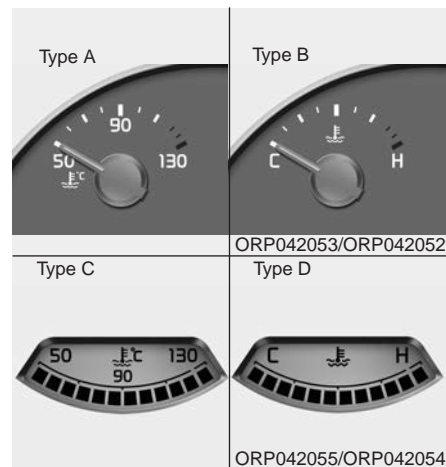 Type A
90
50 130
°C
Type B
C H
ORP042053/ORP042052
Type C
50 °C 130
90
Type D
C H
ORP042055/ORP042054